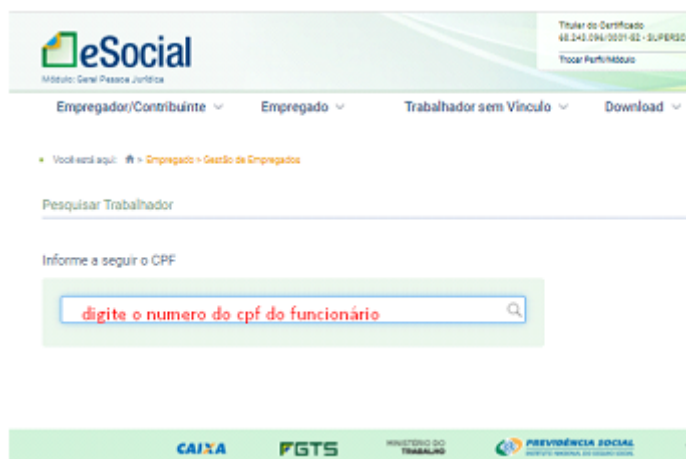 Titular do Certificado
eSocial
Trocar Perfil/Módulo
Módulo: Geral Pessoa Jurídica
Empregador/Contribuinte Empregado Trabalhador sem Vínculo Download
Você está aqui: > Empregado > Gestão de Empregados
Pesquisar Trabalhador
Informe a seguir o CPF
digite o numero do cpf do funcionário
CAIXA FGTS MINISTÉRIO DO TRABALHO PREVIDÊNCIA SOCIAL